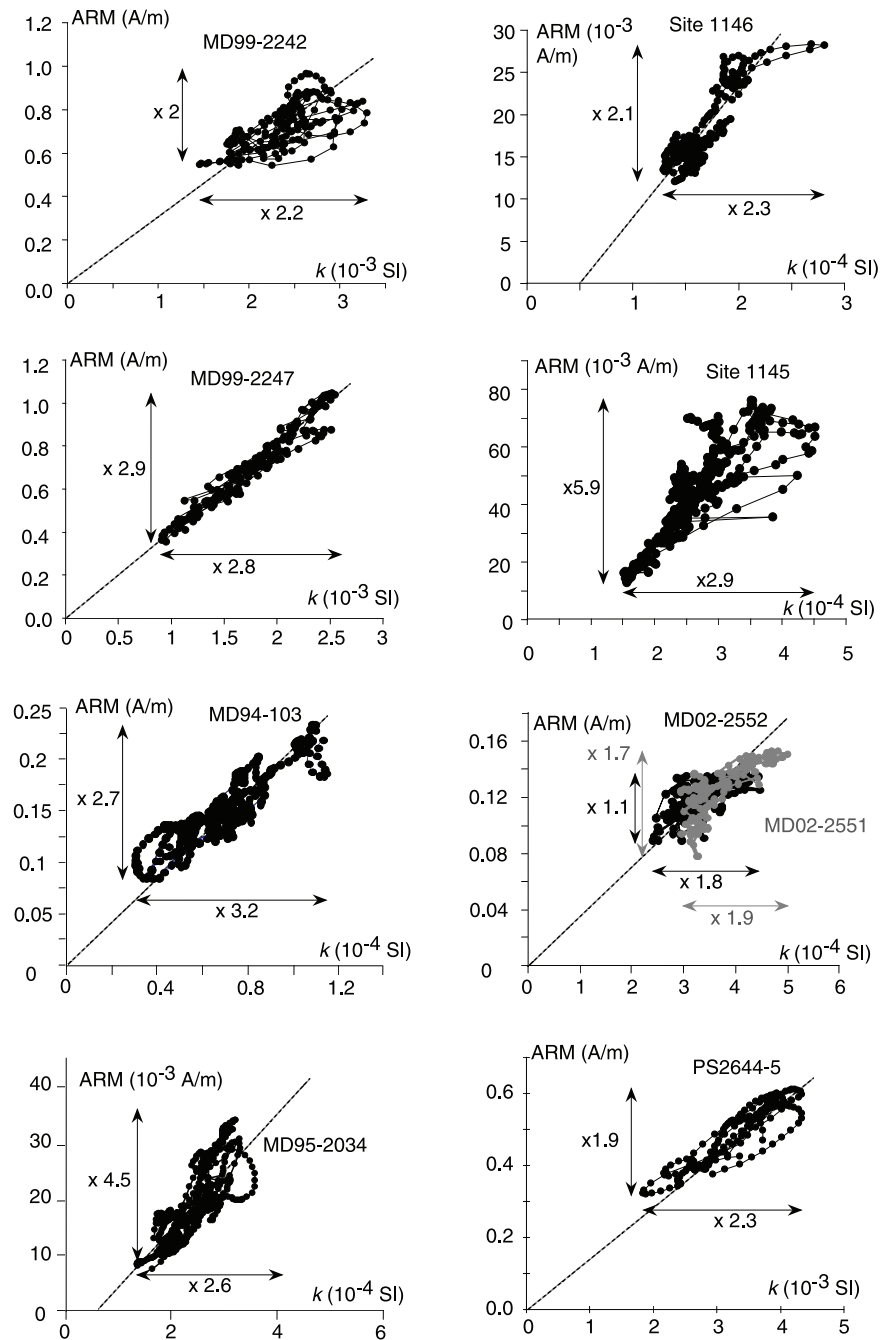 ARM (A/m)
MD99-2242
1.2
1.0
0.8
0.6
0.4
0.2
0.0
x 2
x 2.2
k (10-3 SI)
0 1 2 3
ARM (10-3
A/m)
Site 1146
30
25
20
15
10
5
0
x 2.1
x 2.3
k (10-4 SI)
0 1 2 3
ARM (A/m)
MD99-2247
1.2
1.0
0.8
0.6
0.4
0.2
0.0
x 2.9
x 2.8
k (10-3 SI)
0 0.5 1 1.5 2 2.5 3
ARM (10-3 A/m)
Site 1145
80
60
40
20
0
x5.9
x2.9
k (10-4 SI)
0 1 2 3 4 5
ARM (A/m)
MD94-103
0.25
0.2
0.15
0.1
0.05
0
x 2.7
x 3.2
k (10-4 SI)
0 0.4 0.8 1.2
ARM (A/m)
MD02-2552
0.16
0.12
0.08
0.04
0
x 1.7
x 1.1
MD02-2551
x 1.8
x 1.9
k (10-4 SI)
0 1 2 3 4 5 6
ARM (10-3 A/m)
MD95-2034
40
30
20
10
0
x 4.5
x 2.6
k (10-4 SI)
0 2 4 6
ARM (A/m)
PS2644-5
0.6
0.4
0.2
0.0
x1.9
x 2.3
k (10-3 SI)
0 1 2 3 4 5